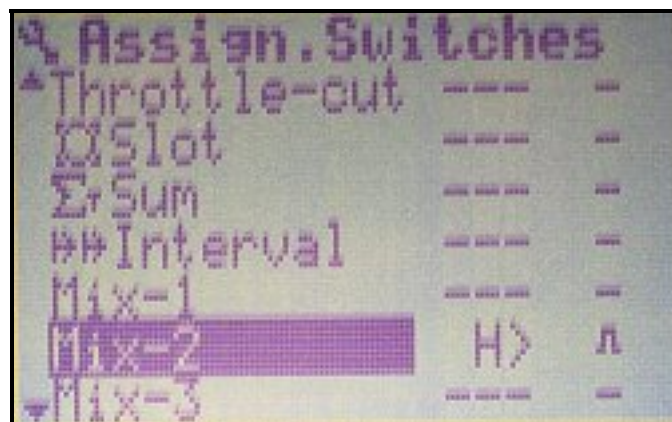 Assign.Switches
Throttle-cut --- -
Slot --- -
Σ Sum --- -
Interval --- -
Mix-1 --- -
Mix-2 H>
Mix-3 --- -